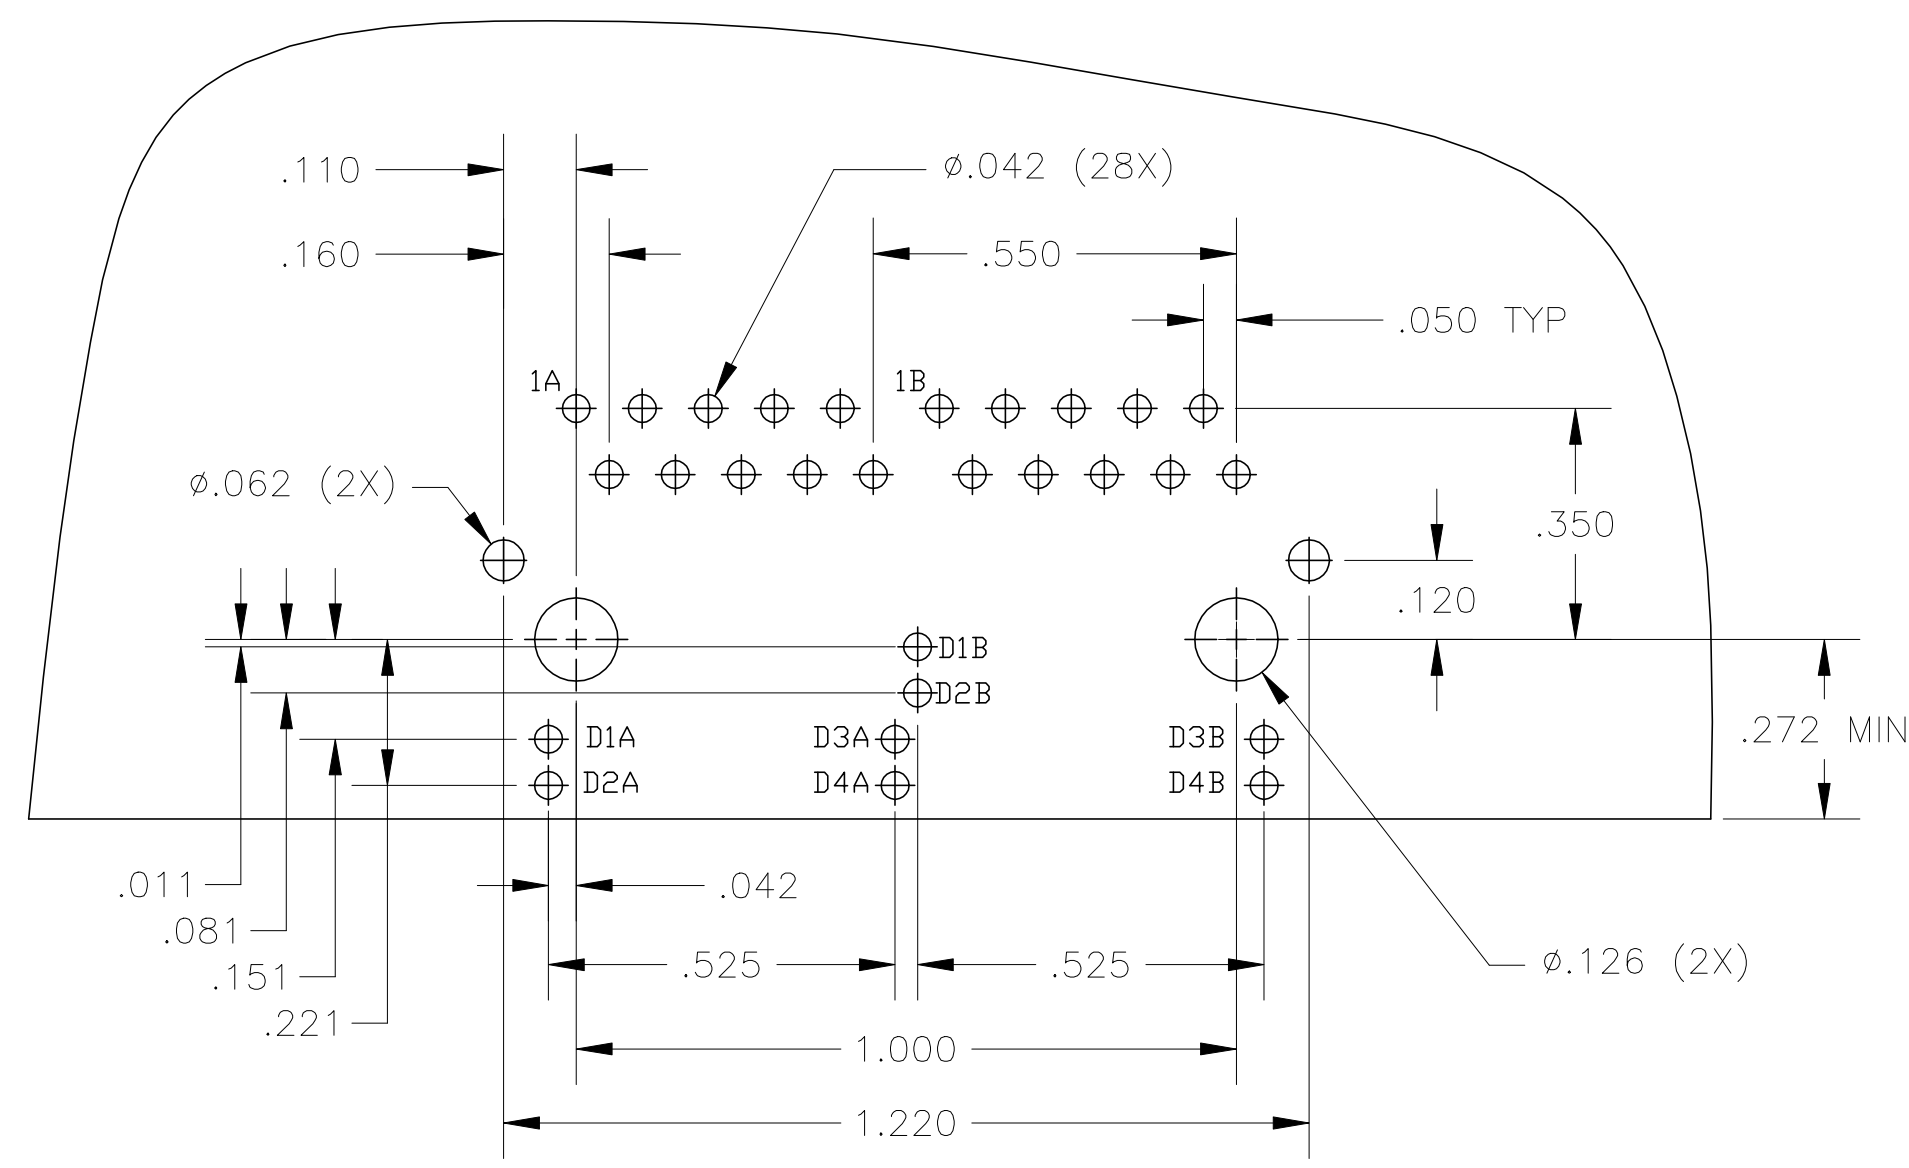 .110
ø.042 (28X)
.160
.550
.050 TYP
1A
1B
ø.062 (2X)
.350
.120
D1B
D2B
D1A
D3A
D3B
.272 MIN
D2A
D4A
D4B
.011
.042
.081
.525
.525
ø.126 (2X)
.151
.221
1.000
1.220